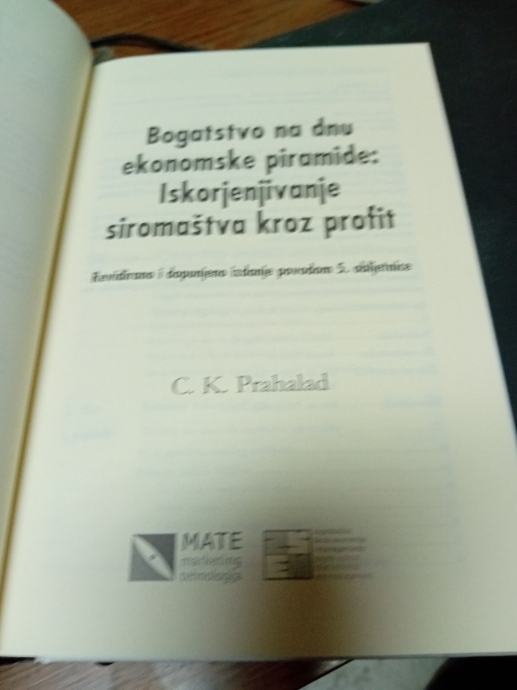 Bogatstvo na dnu
ekonomske piramide:
Iskorjenjivanje
siromaštva kroz profit
Revidirano i dopunjeno izdanje povodom 5. obljetnice
C. K. Prahalad
MATE
marketing
tehnologija